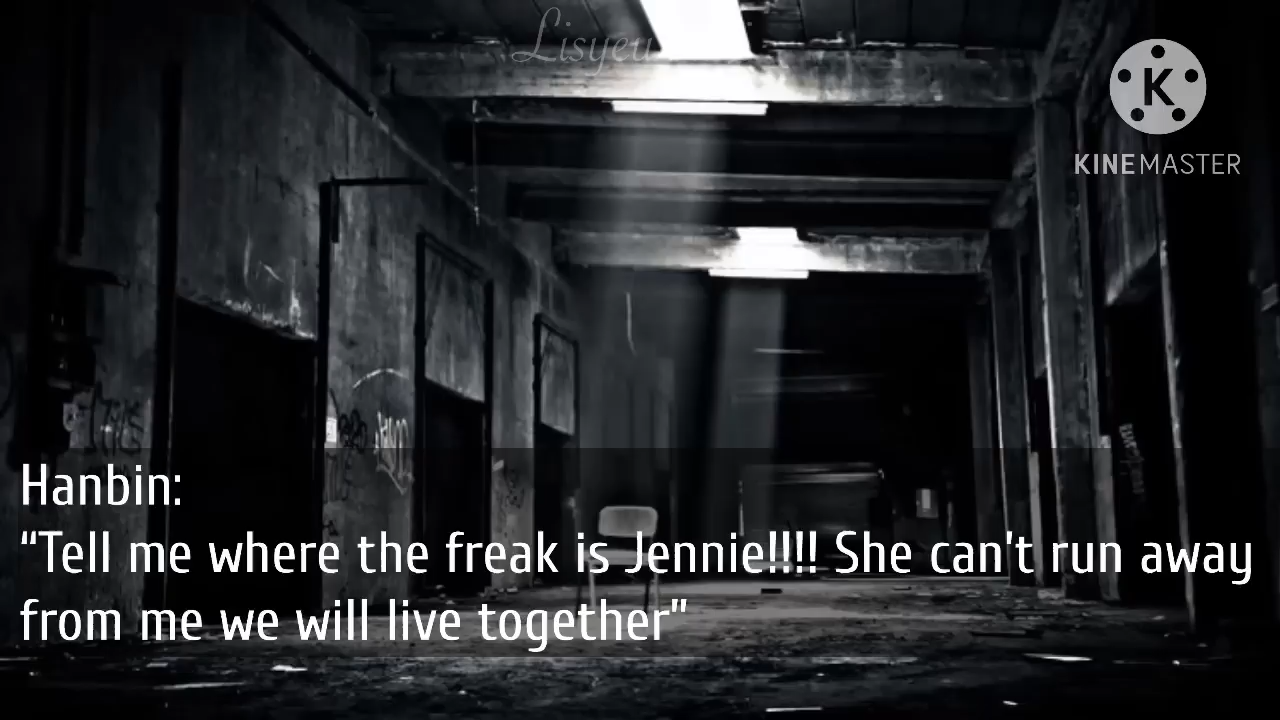 Lisyeu
KINEMASTER
Hanbin:
“Tell me where the freak is Jennie!!!! She can't run away
from me we will live together”